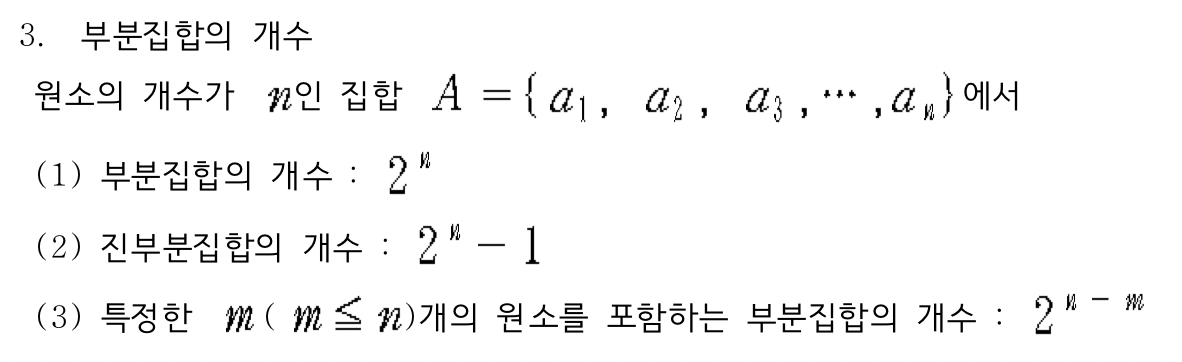 3. 부분집합의 개수
원소의 개수가 n인 집합 A = { a₁, a₂, a₃, ⋯, aₙ}에서
(1) 부분집합의 개수 : 2ⁿ
(2) 진부분집합의 개수 : 2ⁿ − 1
(3) 특정한 m( m ≦ n)개의 원소를 포함하는 부분집합의 개수 : 2ⁿ⁻ᵐ